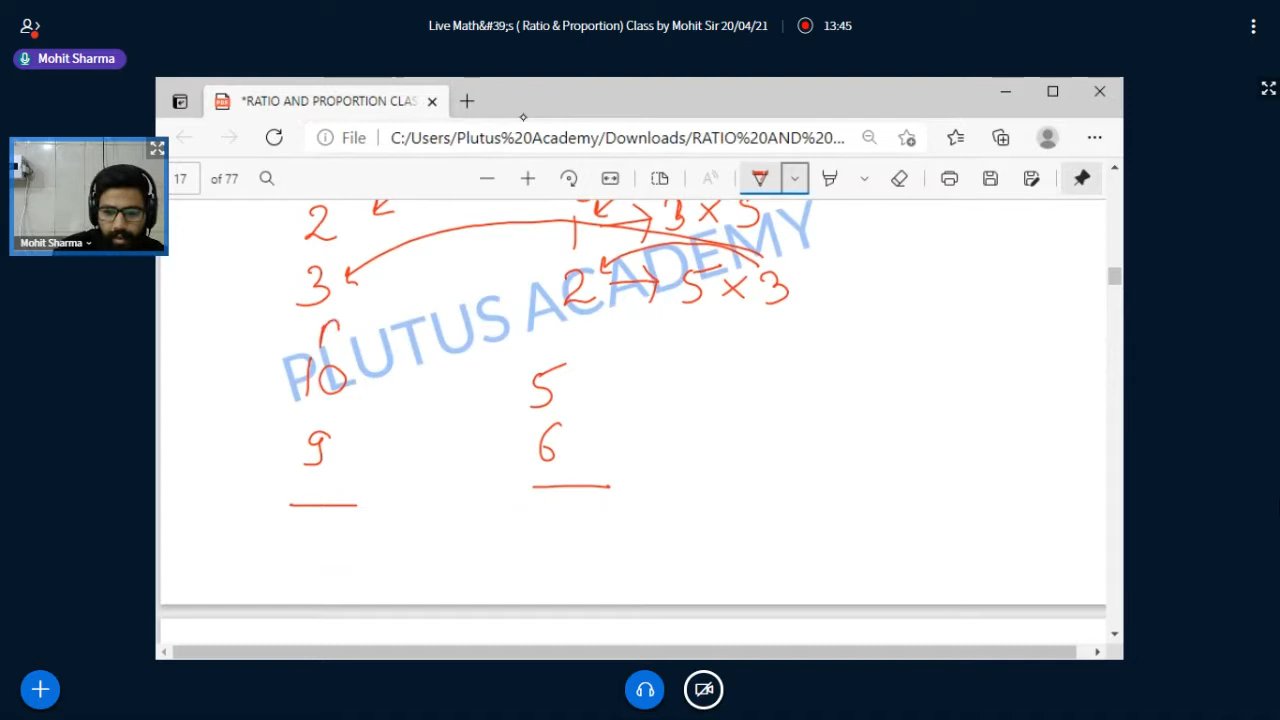 Live Math&#39;s ( Ratio & Proportion) Class by Mohit Sir 20/04/21 13:45
Mohit Sharma
*RATIO AND PROPORTION CLAS
File C:/Users/Plutus%20Academy/Downloads/RATIO%20AND%20...
17 of 77
Mohit Sharma
2 1 3 × 5
3 2 → 5 × 3
10 5
9 6
PLUTUS ACADEMY